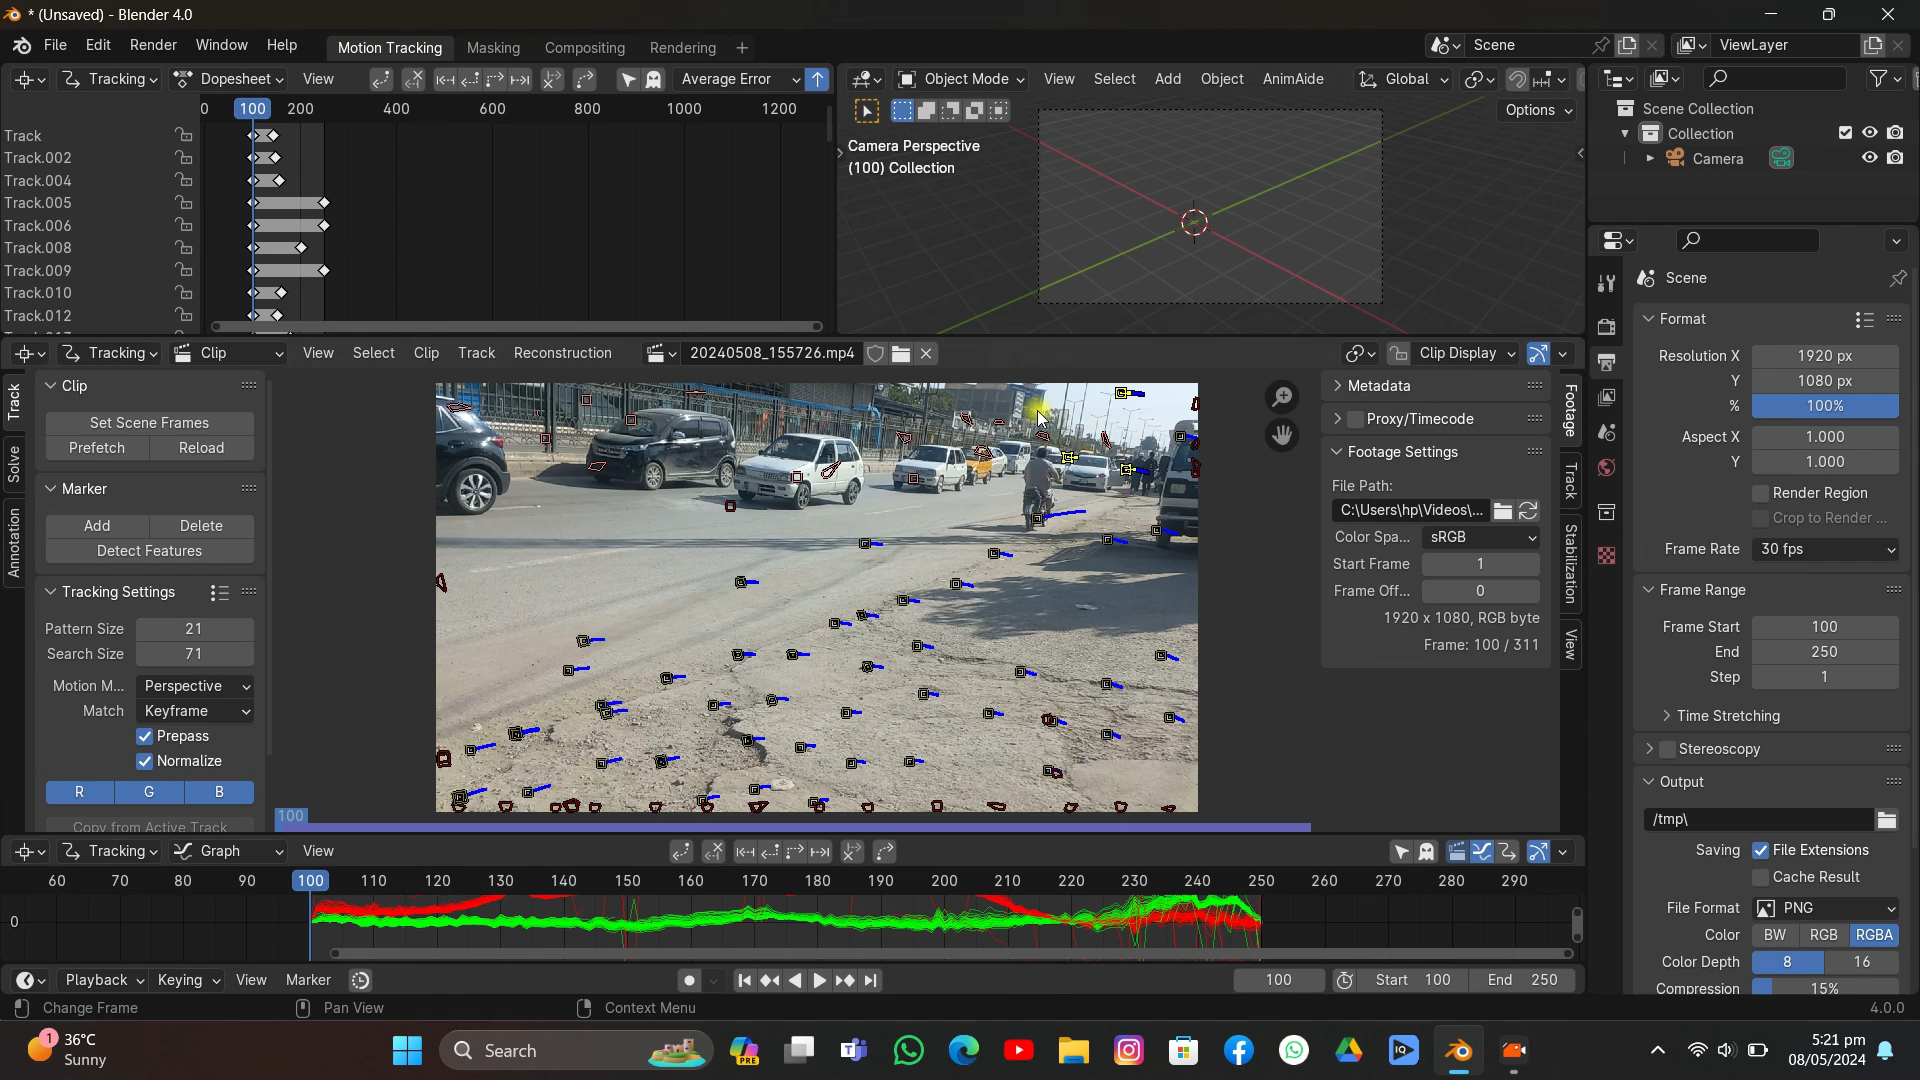 * (Unsaved) - Blender 4.0
File Edit Render Window Help Motion Tracking Masking Compositing Rendering + Scene ViewLayer
Tracking Dopesheet View Average Error
0 100 200 400 600 800 1000 1200
Track
Track.002
Track.004
Track.005
Track.006
Track.008
Track.009
Track.010
Track.012
Object Mode View Select Add Object AnimAide Global
Options
Camera Perspective
(100) Collection
Scene Collection
Collection
Camera
Tracking Clip View Select Clip Track Reconstruction 20240508_155726.mp4 Clip Display
Track
Solve
Annotation
Clip
Set Scene Frames
Prefetch Reload
Marker
Add Delete
Detect Features
Tracking Settings
Pattern Size 21
Search Size 71
Motion M... Perspective
Match Keyframe
Prepass
Normalize
R G B
Copy from Active Track
100
Metadata
Proxy/Timecode
Footage Settings
File Path:
C:\Users\hp\Videos\...
Color Spa... sRGB
Start Frame 1
Frame Off... 0
1920 x 1080, RGB byte
Frame: 100 / 311
Footage
Track
Stabilization
View
Scene
Format
Resolution X 1920 px
Y 1080 px
% 100%
Aspect X 1.000
Y 1.000
Render Region
Crop to Render ...
Frame Rate 30 fps
Frame Range
Frame Start 100
End 250
Step 1
Time Stretching
Stereoscopy
Output
/tmp\
Saving File Extensions
Cache Result
File Format PNG
Color BW RGB RGBA
Color Depth 8 16
Compression 15%
Tracking Graph View
60 70 80 90 100 110 120 130 140 150 160 170 180 190 200 210 220 230 240 250 260 270 280 290
0
Playback Keying View Marker 100 Start 100 End 250
Change Frame Pan View Context Menu 4.0.0
1 36°C
Sunny
Search
PRE
IQ
5:21 pm
08/05/2024